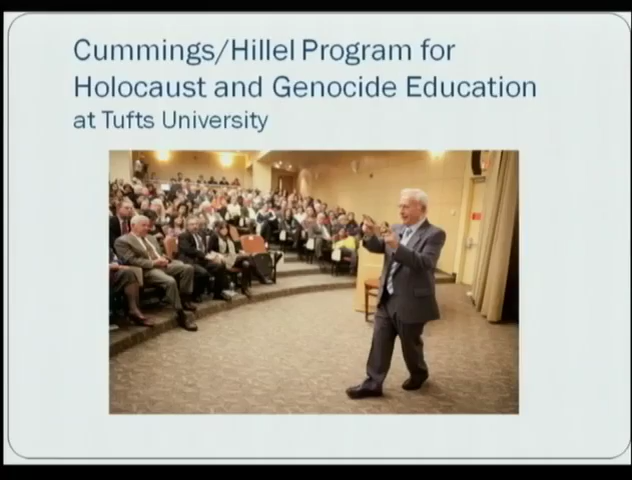 Cummings/Hillel Program for
Holocaust and Genocide Education
at Tufts University